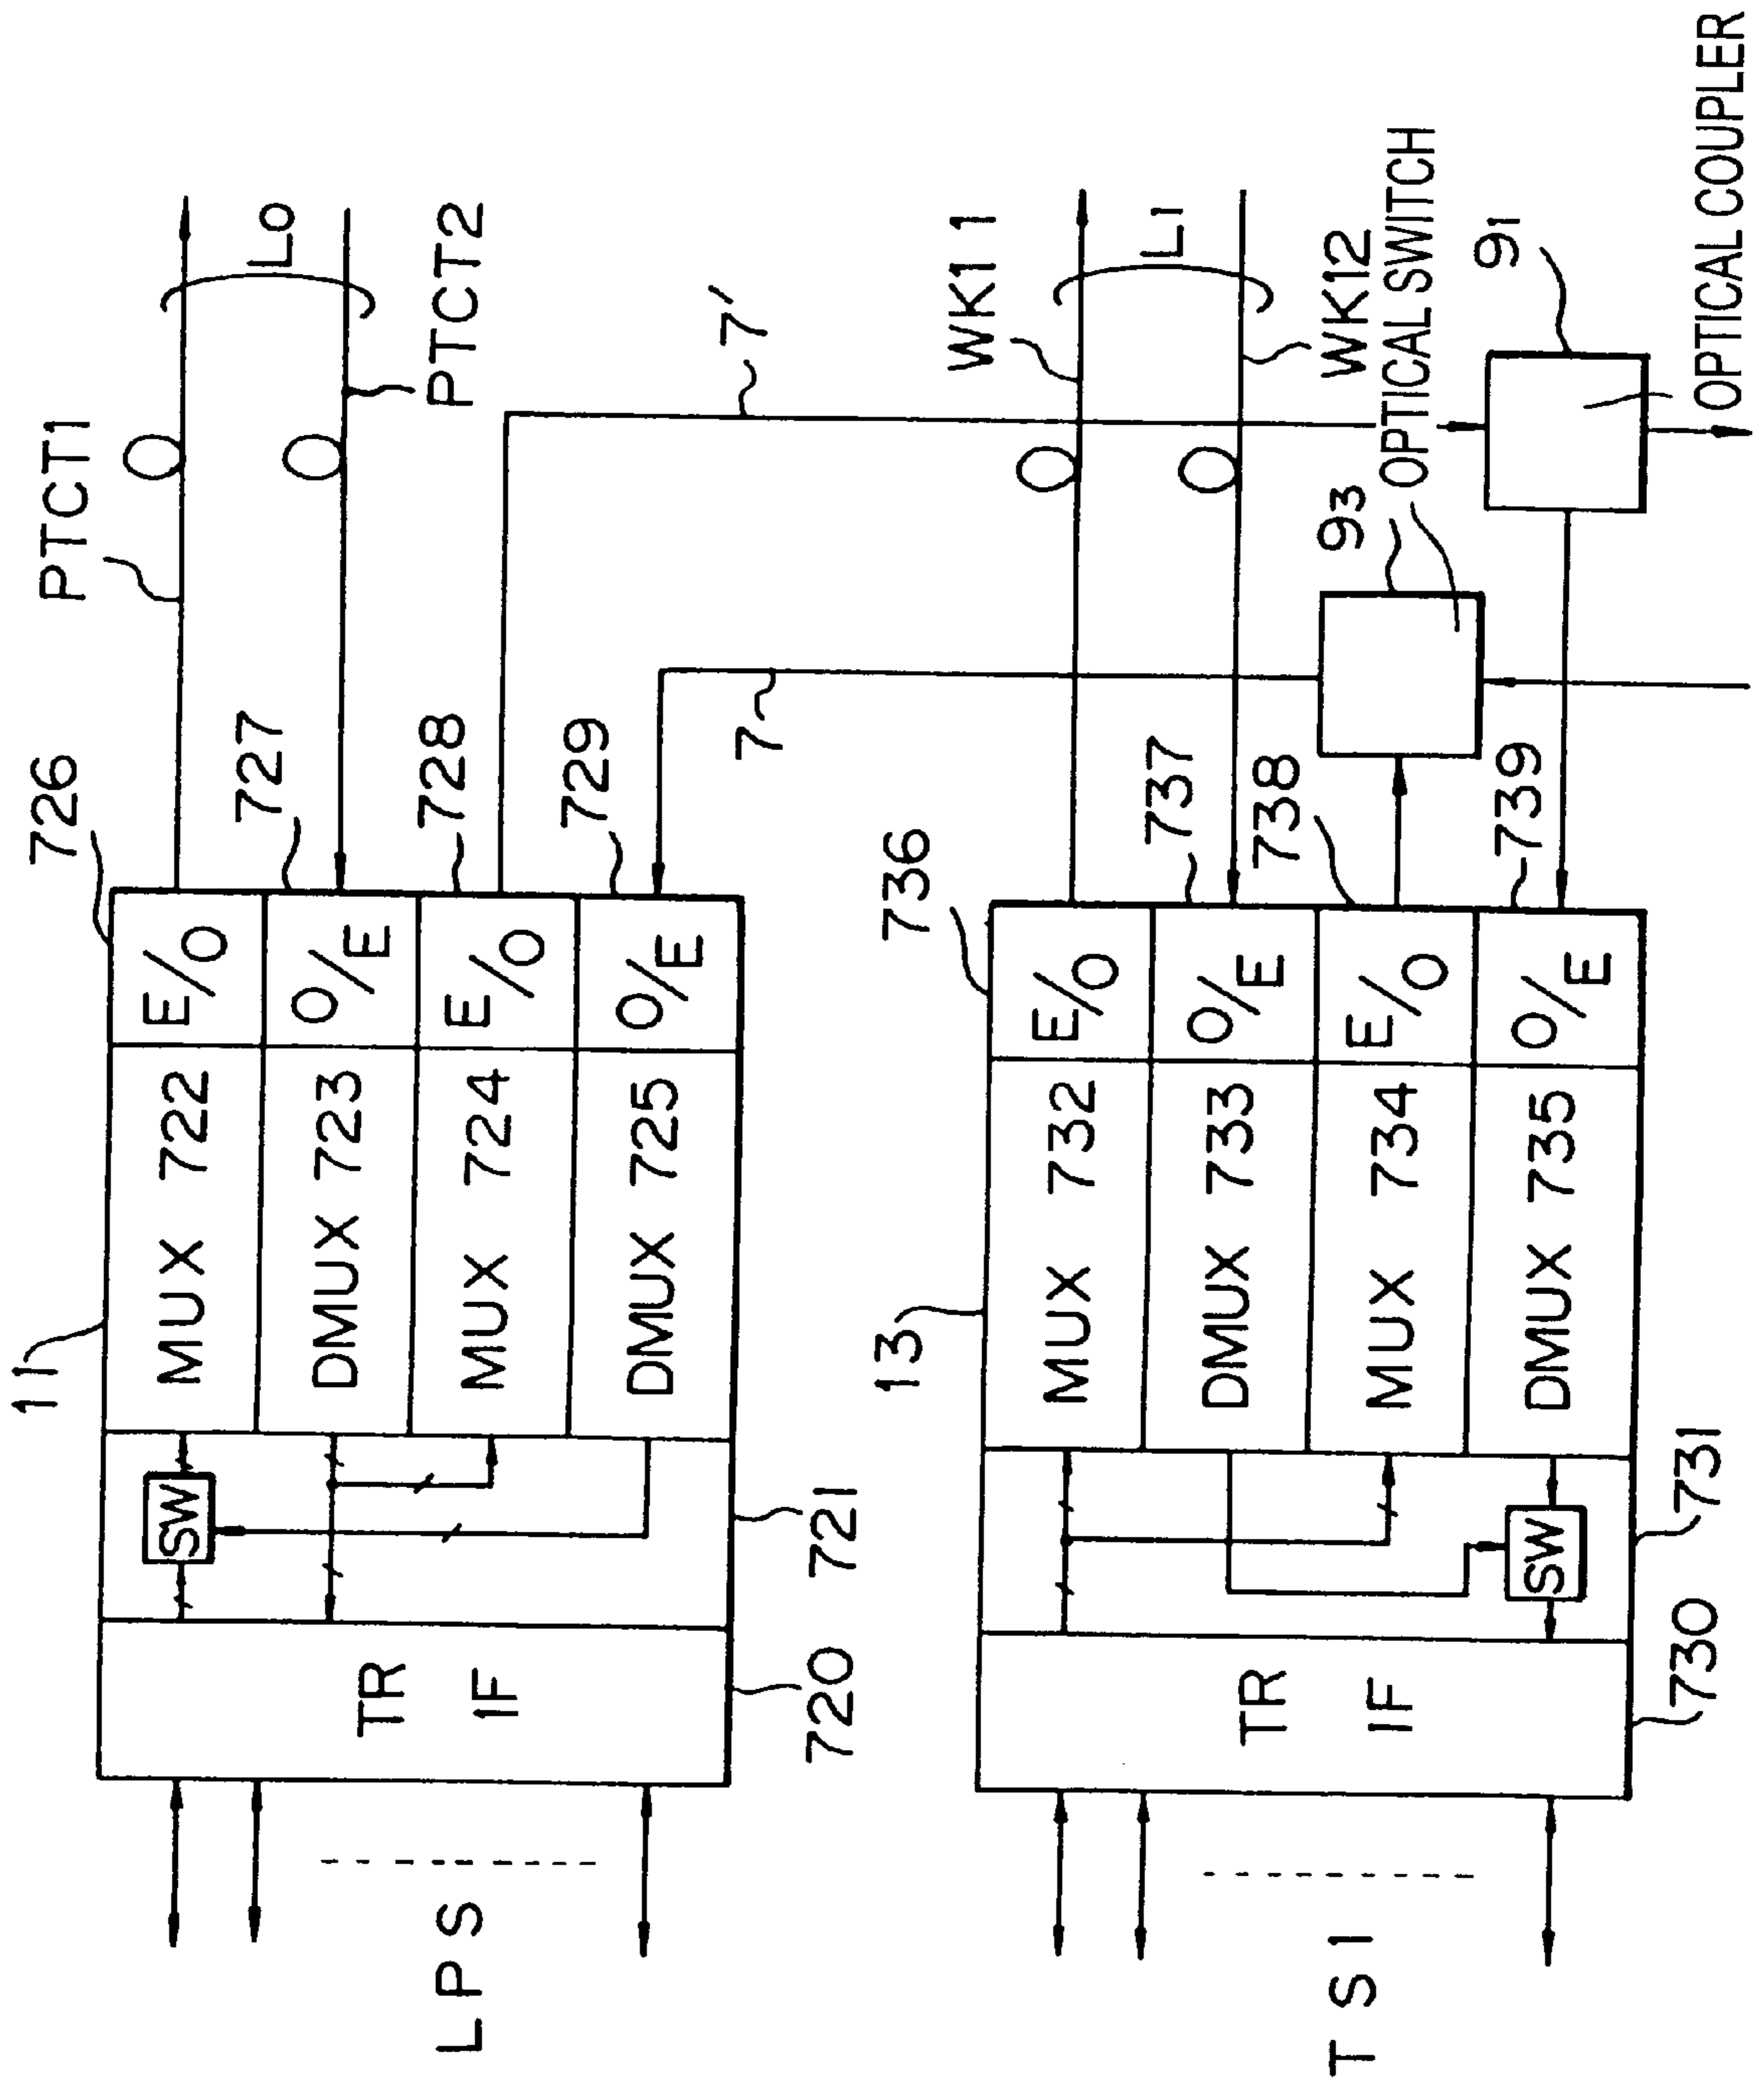 PTCT1
L0
PTCT2
726
727
728
729
11
MUX 722
E/O
DMUX 723
O/E
MUX 724
E/O
DMUX 725
O/E
SW
721
TR
IF
720
LPS
7'
7
WK11
L1
WK12
OPTICAL SWITCH
93
91
OPTICAL COUPLER
736
737
738
739
13
MUX 732
E/O
DMUX 733
O/E
MUX 734
E/O
DMUX 735
O/E
SW
731
TR
IF
730
TS1